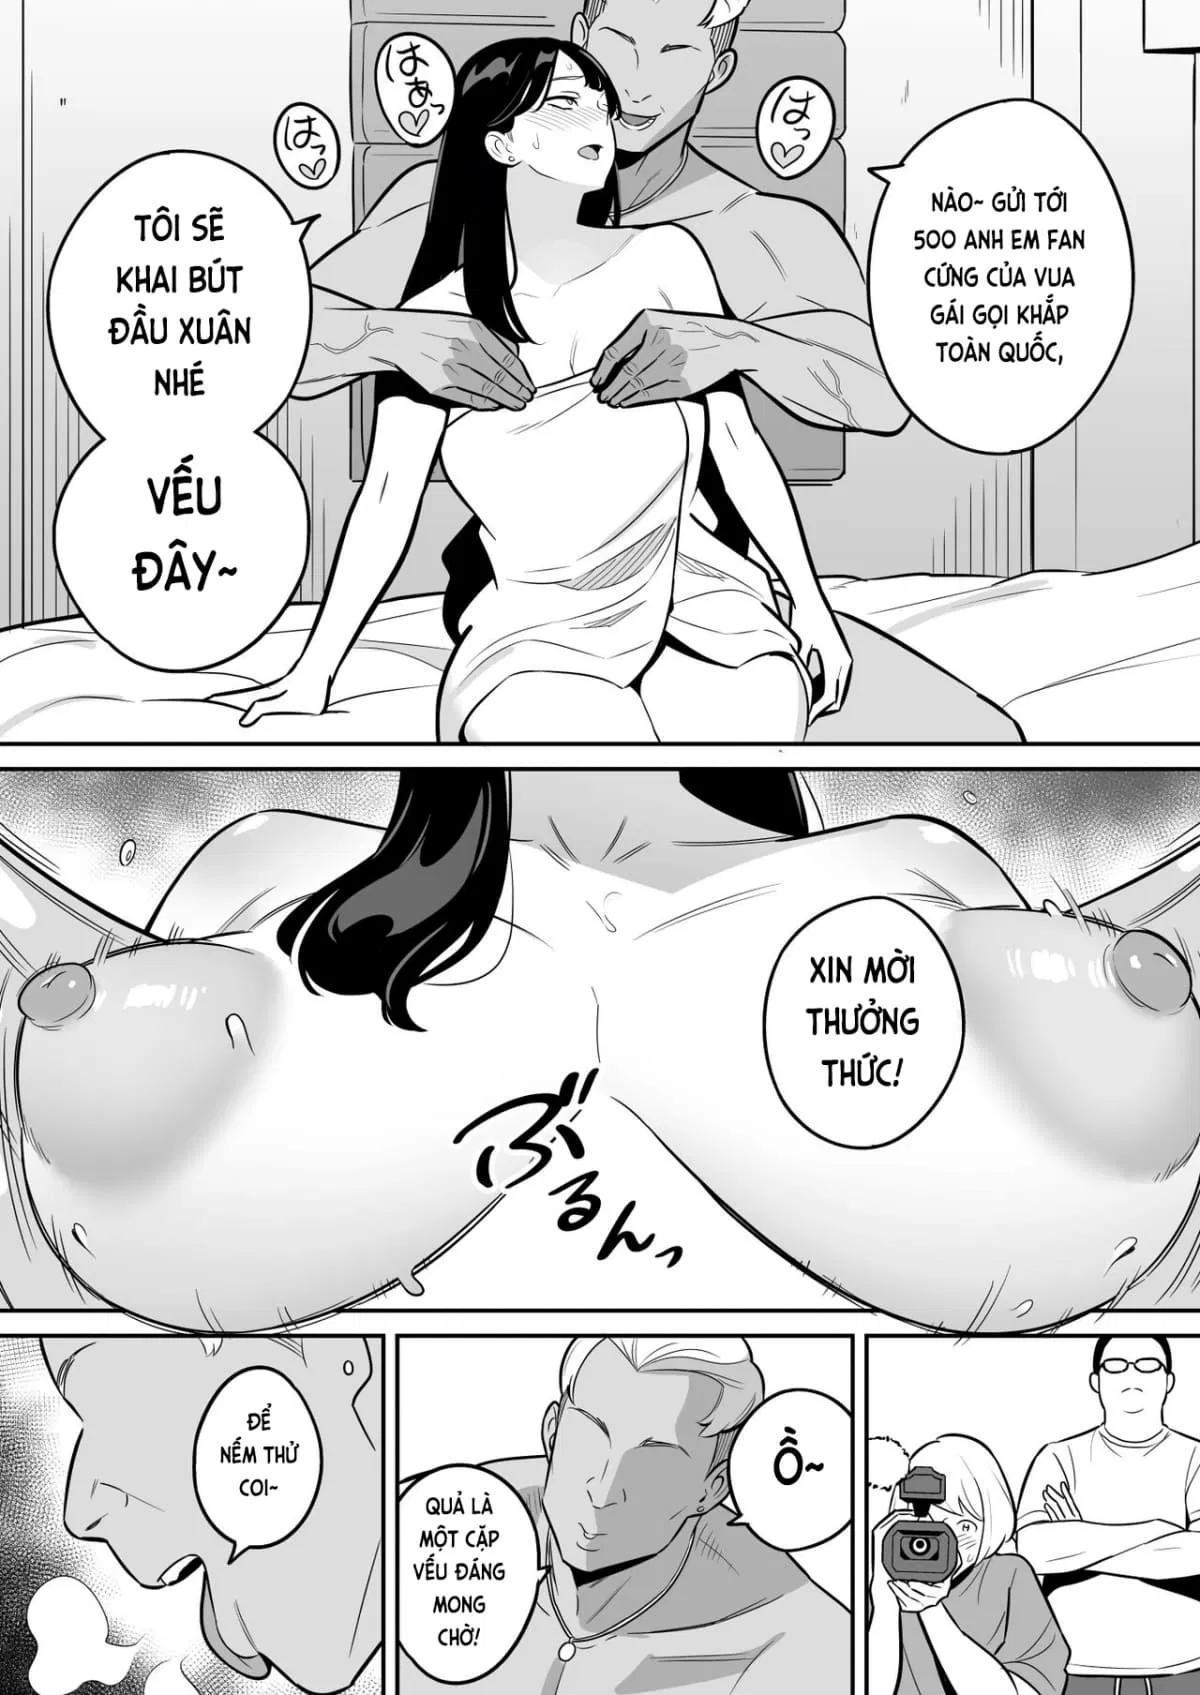 はぁっ♡
はっ♡
はっ♡
NÀO~ GỬI TỚI
500 ANH EM FAN
CỨNG CỦA VUA
GÁI GỌI KHẮP
TOÀN QUỐC,
TÔI SẼ
KHAI BÚT
ĐẦU XUÂN
NHÉ
VẾU
ĐÂY~
XIN MỜI
THƯỞNG
THỨC!
ぶるんっ
ĐỂ
NẾM THỬ
COI~
QUẢ LÀ
MỘT CẶP
VẾU ĐÁNG
MONG
CHỜ!
Ồ~